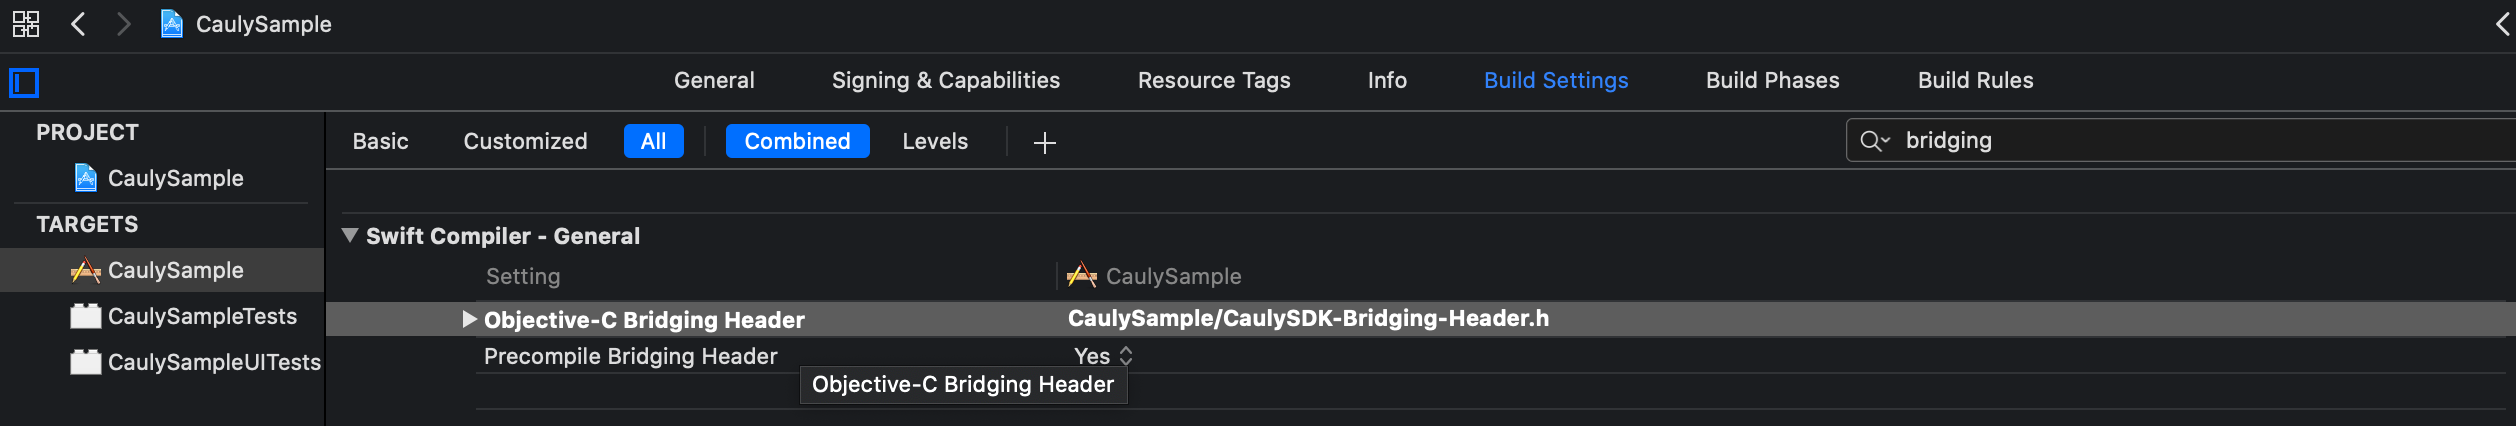 CaulySample
General Signing & Capabilities Resource Tags Info Build Settings Build Phases Build Rules
PROJECT
CaulySample
TARGETS
CaulySample
CaulySampleTests
CaulySampleUITests
Basic Customized All Combined Levels bridging
Swift Compiler - General
Setting CaulySample
Objective-C Bridging Header CaulySample/CaulySDK-Bridging-Header.h
Precompile Bridging Header Yes
Objective-C Bridging Header